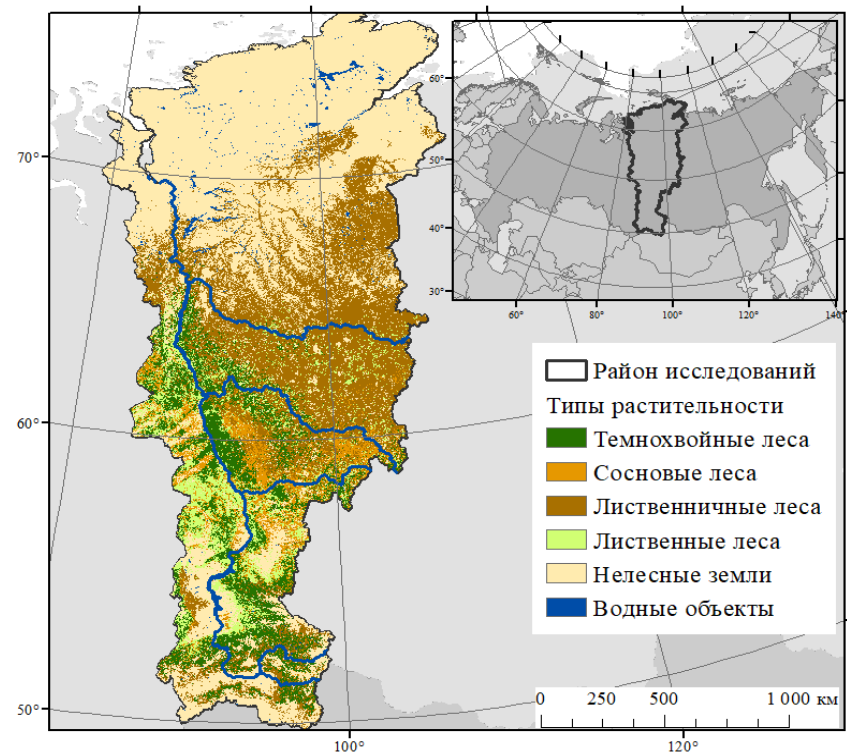 70°
60°
50°
100°
120°
60°
50°
40°
30°
60°
80°
100°
120°
140°
Район исследований
Типы растительности
Темнохвойные леса
Сосновые леса
Лиственничные леса
Лиственные леса
Нелесные земли
Водные объекты
0 250 500 1 000 км